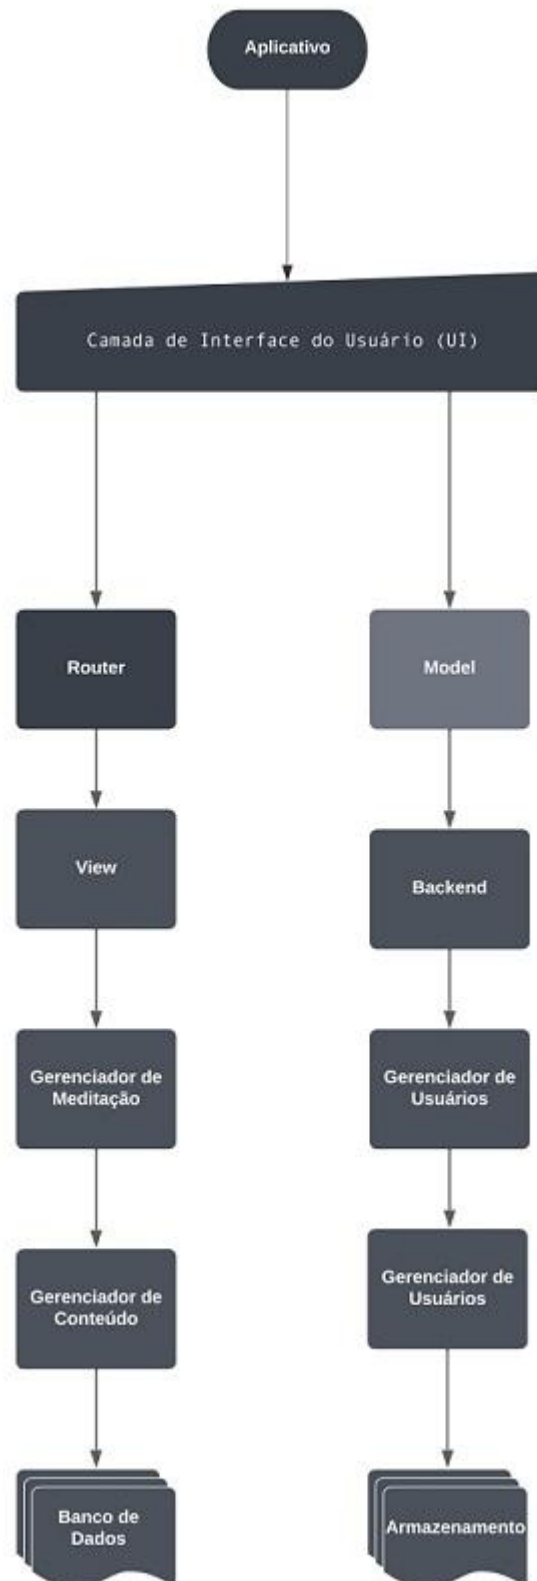 Aplicativo
Camada de Interface do Usuário (UI)
Router
Model
View
Backend
Gerenciador de
Meditação
Gerenciador de
Usuários
Gerenciador de
Conteúdo
Gerenciador de
Usuários
Banco de
Dados
Armazenamento